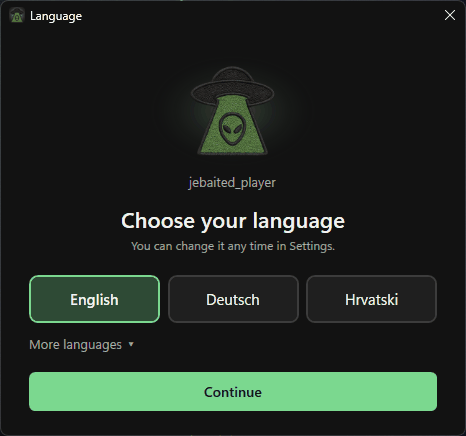 Language
jebaited_player
Choose your language
You can change it any time in Settings.
English
Deutsch
Hrvatski
More languages
Continue